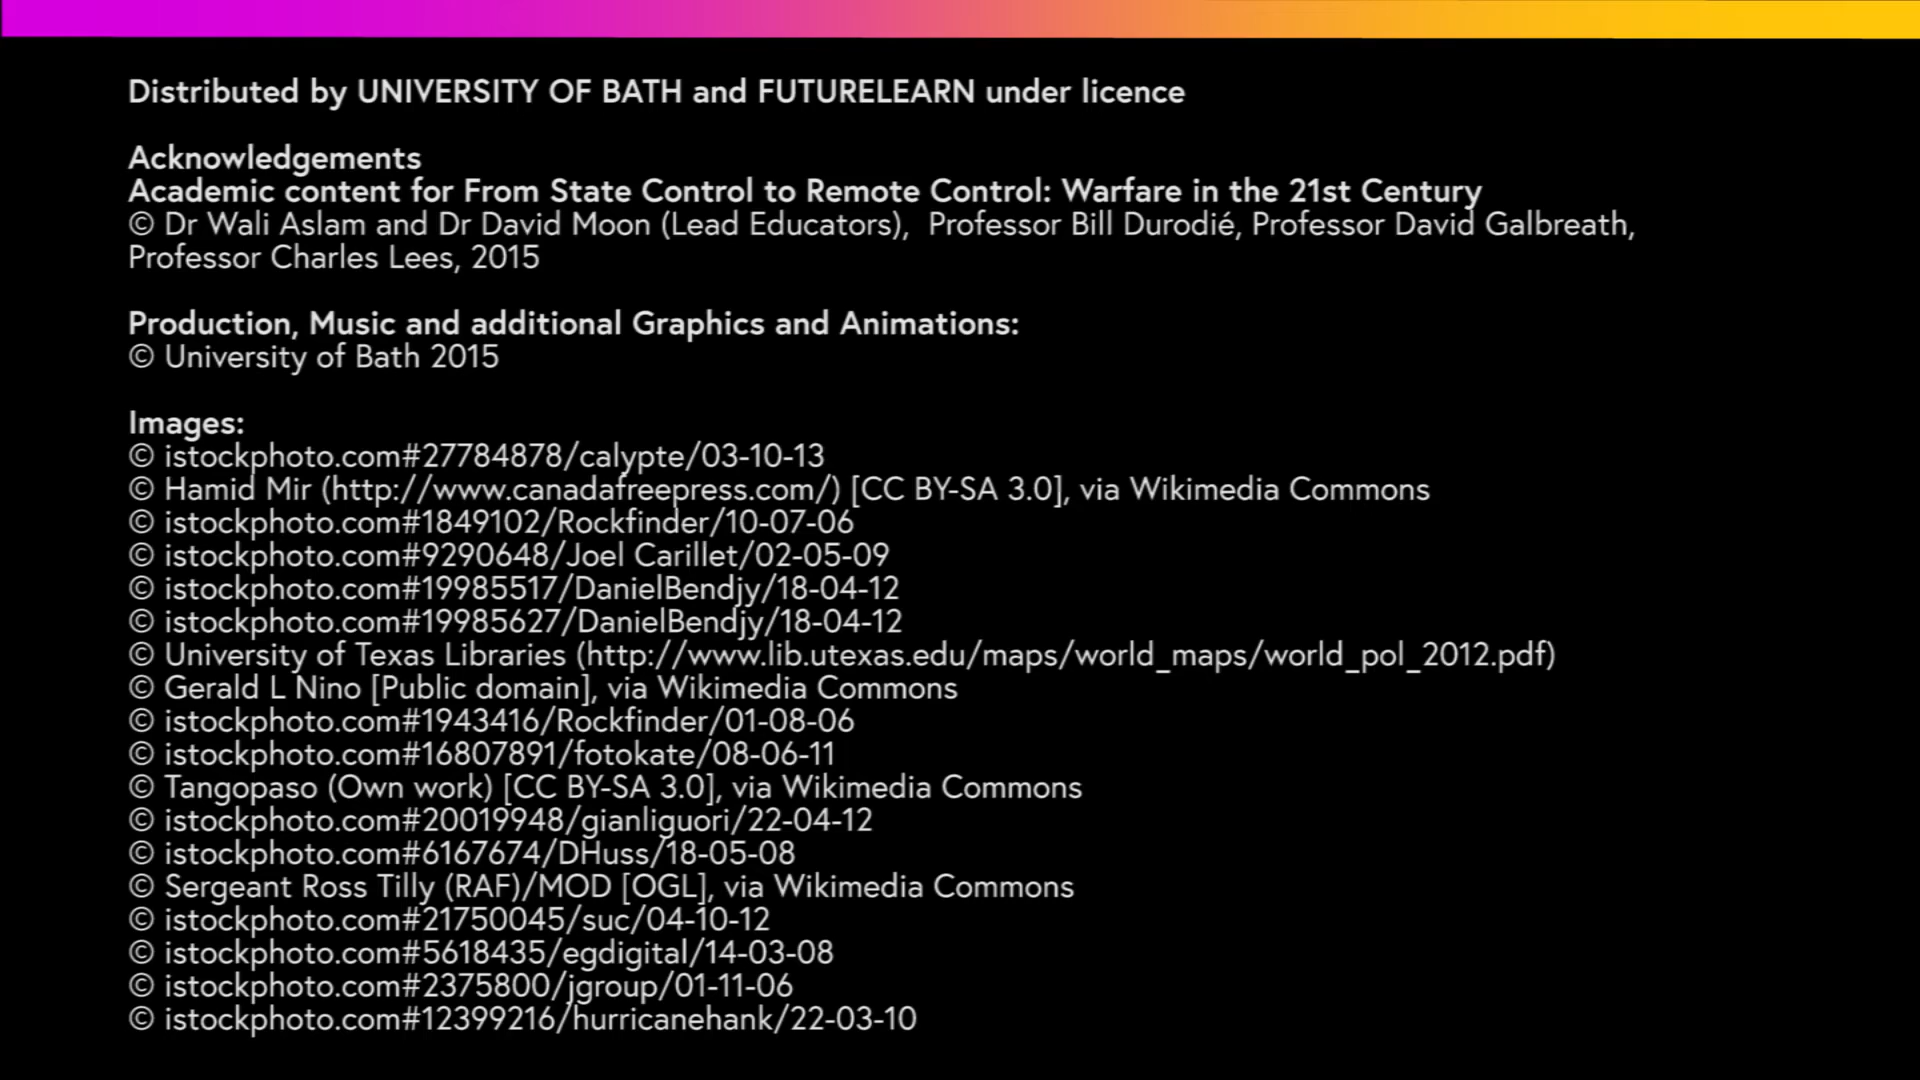 Distributed by UNIVERSITY OF BATH and FUTURELEARN under licence
Acknowledgements
Academic content for From State Control to Remote Control: Warfare in the 21st Century
© Dr Wali Aslam and Dr David Moon (Lead Educators),  Professor Bill Durodié, Professor David Galbreath,
Professor Charles Lees, 2015
Production, Music and additional Graphics and Animations:
© University of Bath 2015
Images:
© istockphoto.com#27784878/calypte/03-10-13
© Hamid Mir (http://www.canadafreepress.com/) [CC BY-SA 3.0], via Wikimedia Commons
© istockphoto.com#1849102/Rockfinder/10-07-06
© istockphoto.com#9290648/Joel Carillet/02-05-09
© istockphoto.com#19985517/DanielBendjy/18-04-12
© istockphoto.com#19985627/DanielBendjy/18-04-12
© University of Texas Libraries (http://www.lib.utexas.edu/maps/world_maps/world_pol_2012.pdf)
© Gerald L Nino [Public domain], via Wikimedia Commons
© istockphoto.com#1943416/Rockfinder/01-08-06
© istockphoto.com#16807891/fotokate/08-06-11
© Tangopaso (Own work) [CC BY-SA 3.0], via Wikimedia Commons
© istockphoto.com#20019948/gianliguori/22-04-12
© istockphoto.com#6167674/DHuss/18-05-08
© Sergeant Ross Tilly (RAF)/MOD [OGL], via Wikimedia Commons
© istockphoto.com#21750045/suc/04-10-12
© istockphoto.com#5618435/egdigital/14-03-08
© istockphoto.com#2375800/jgroup/01-11-06
© istockphoto.com#12399216/hurricanehank/22-03-10